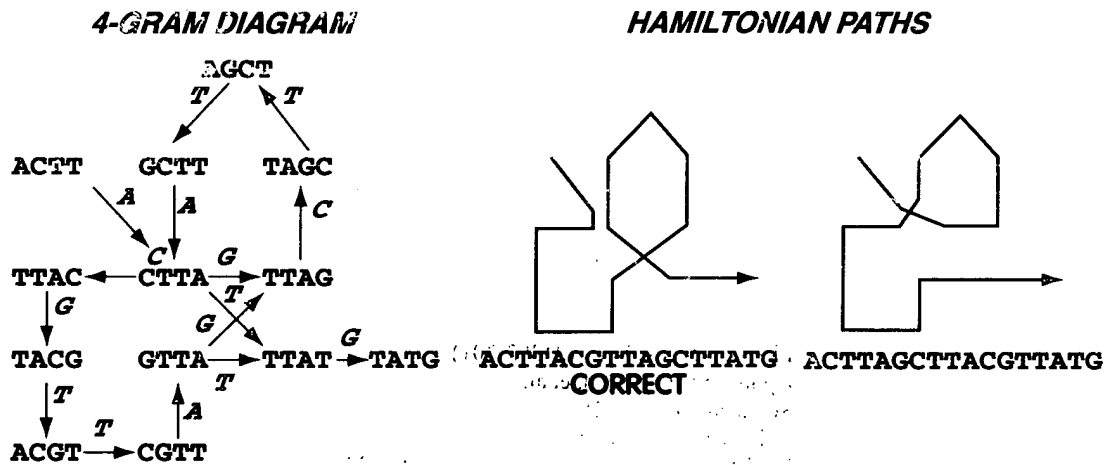 4-GRAM DIAGRAM HAMILTONIAN PATHS
AGCT
T T
ACTT GCTT TAGC
A A C
C G
TTAC CTTA TTAG
G T
G
TACG GTTA TTAT G TATG ACTTACGTTAGCTTATG ACTTAGCTTACGTTATG
T T CORRECT
A
T
ACGT CGTT